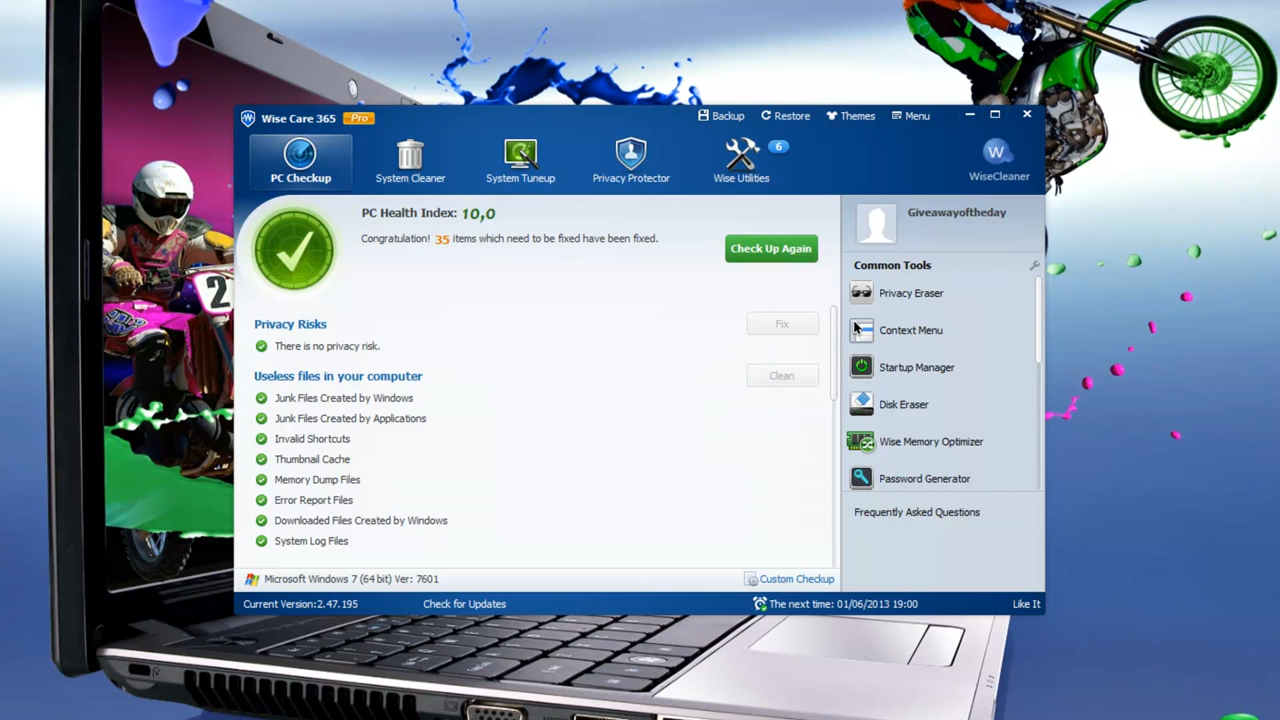 Wise Care 365 Pro
Backup Restore Themes Menu
PC Checkup
System Cleaner
System Tuneup
Privacy Protector
Wise Utilities
6
W
WiseCleaner
PC Health Index: 10,0
Congratulation! 35 items which need to be fixed have been fixed.
Check Up Again
Privacy Risks
Fix
There is no privacy risk.
Useless files in your computer
Clean
Junk Files Created by Windows
Junk Files Created by Applications
Invalid Shortcuts
Thumbnail Cache
Memory Dump Files
Error Report Files
Downloaded Files Created by Windows
System Log Files
Microsoft Windows 7 (64 bit) Ver: 7601
Custom Checkup
Giveawayoftheday
Common Tools
Privacy Eraser
Context Menu
Startup Manager
Disk Eraser
Wise Memory Optimizer
Password Generator
Frequently Asked Questions
Current Version:2.47.195
Check for Updates
The next time: 01/06/2013 19:00
Like It
2